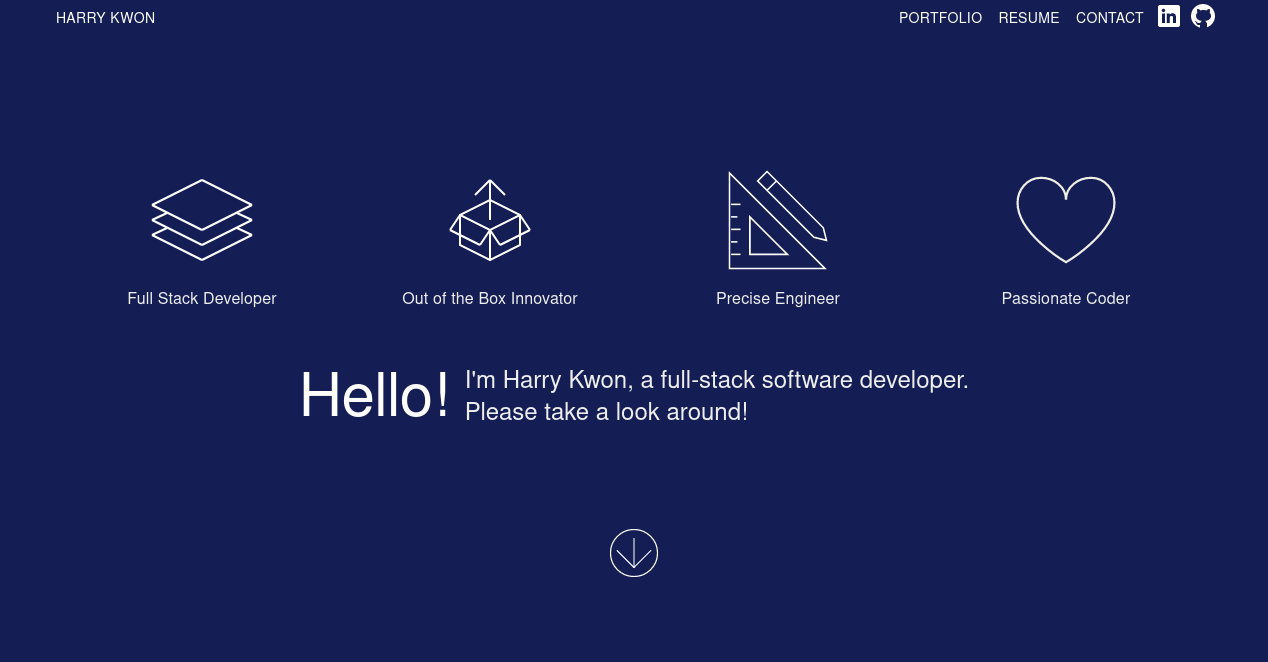 HARRY KWON PORTFOLIO RESUME CONTACT
Full Stack Developer Out of the Box Innovator Precise Engineer Passionate Coder
Hello!
I'm Harry Kwon, a full-stack software developer.
Please take a look around!